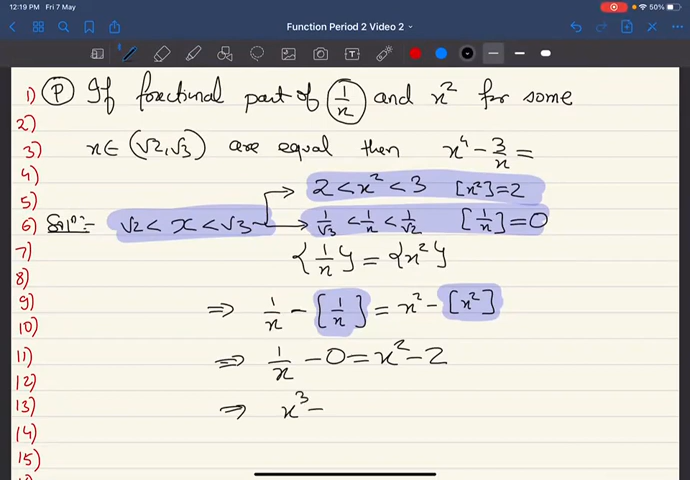 12:19 PM Fri 7 May
50%
Function Period 2 Video 2
1) P If fractional part of 1/x and x² for some
2)
3) x∈ (√2, √3) are equal then x⁴ - 3/x =
4) 2 < x² < 3 [x²] = 2
5)
6) Solⁿ:- √2 < x < √3 1/√3 < 1/x < 1/√2 [1/x] = 0
7) {1/x} = {x²}
8)
9) ⇒ 1/x - [1/x] = x² - [x²]
10)
11) ⇒ 1/x - 0 = x² - 2
12)
13) ⇒ x³ -
14)
15)